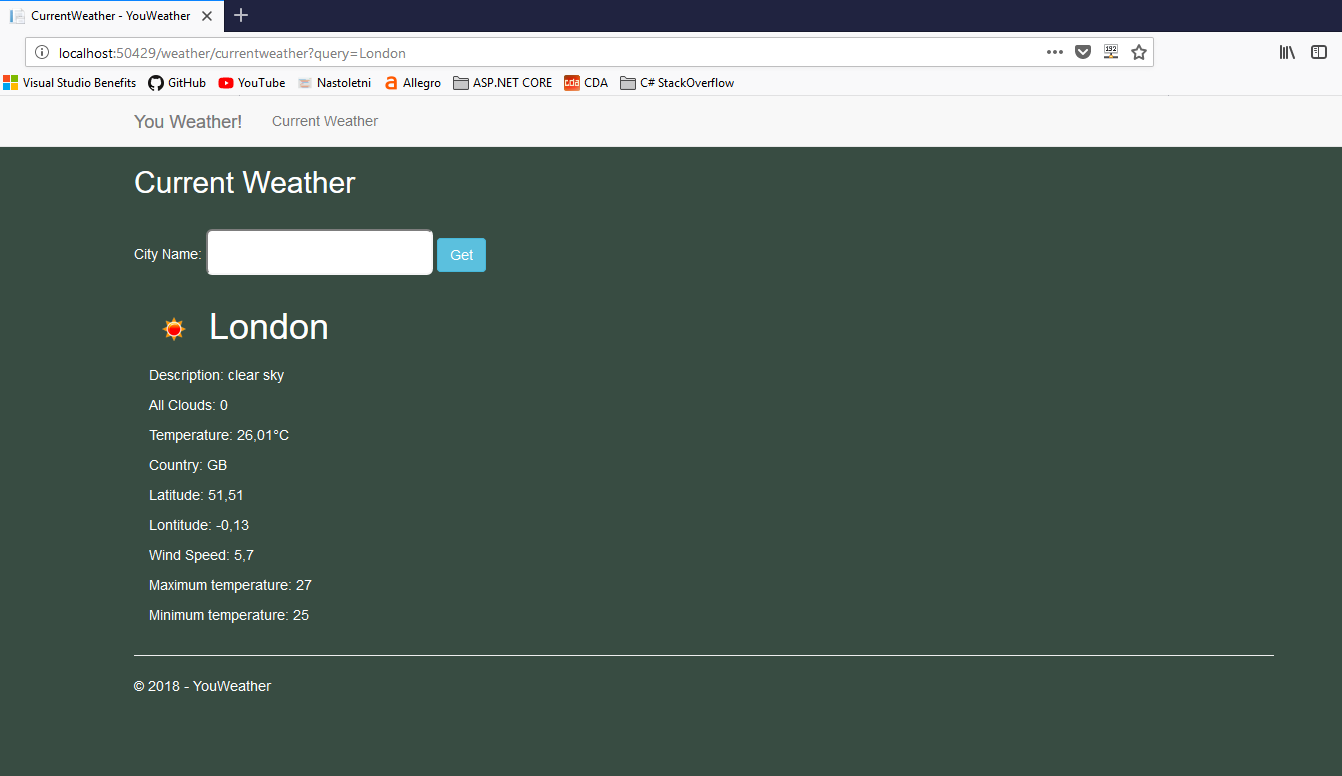 CurrentWeather - YouWeather
localhost:50429/weather/currentweather?query=London
192
Visual Studio Benefits GitHub YouTube Nastoletni Allegro ASP.NET CORE cda CDA C# StackOverflow
You Weather! Current Weather
Current Weather
City Name: Get
London
Description: clear sky
All Clouds: 0
Temperature: 26,01°C
Country: GB
Latitude: 51,51
Lontitude: -0,13
Wind Speed: 5,7
Maximum temperature: 27
Minimum temperature: 25
© 2018 - YouWeather